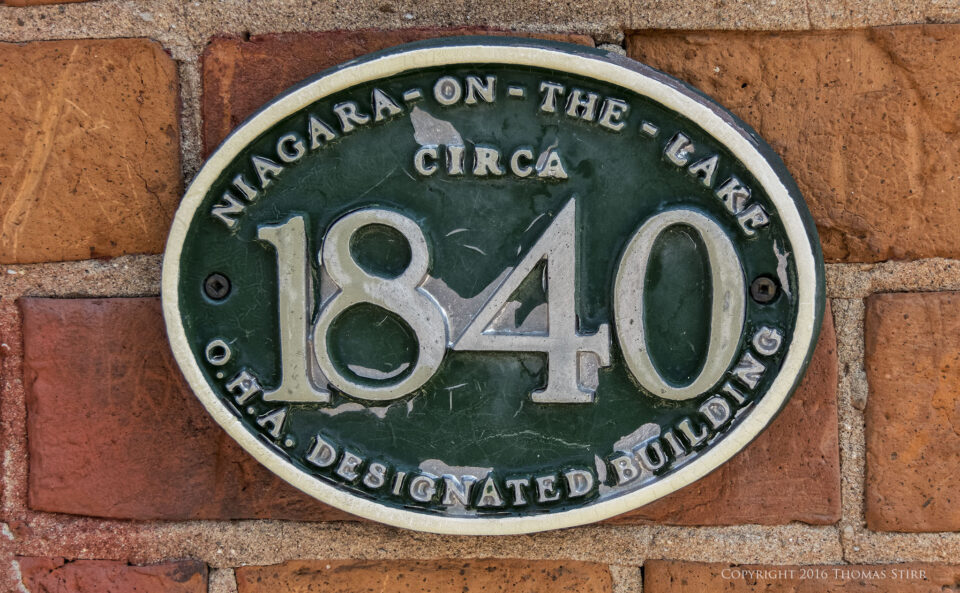 NIAGARA-ON-THE-LAKE
CIRCA
1840
O.H.A. DESIGNATED BUILDING
COPYRIGHT 2016 THOMAS STIRR